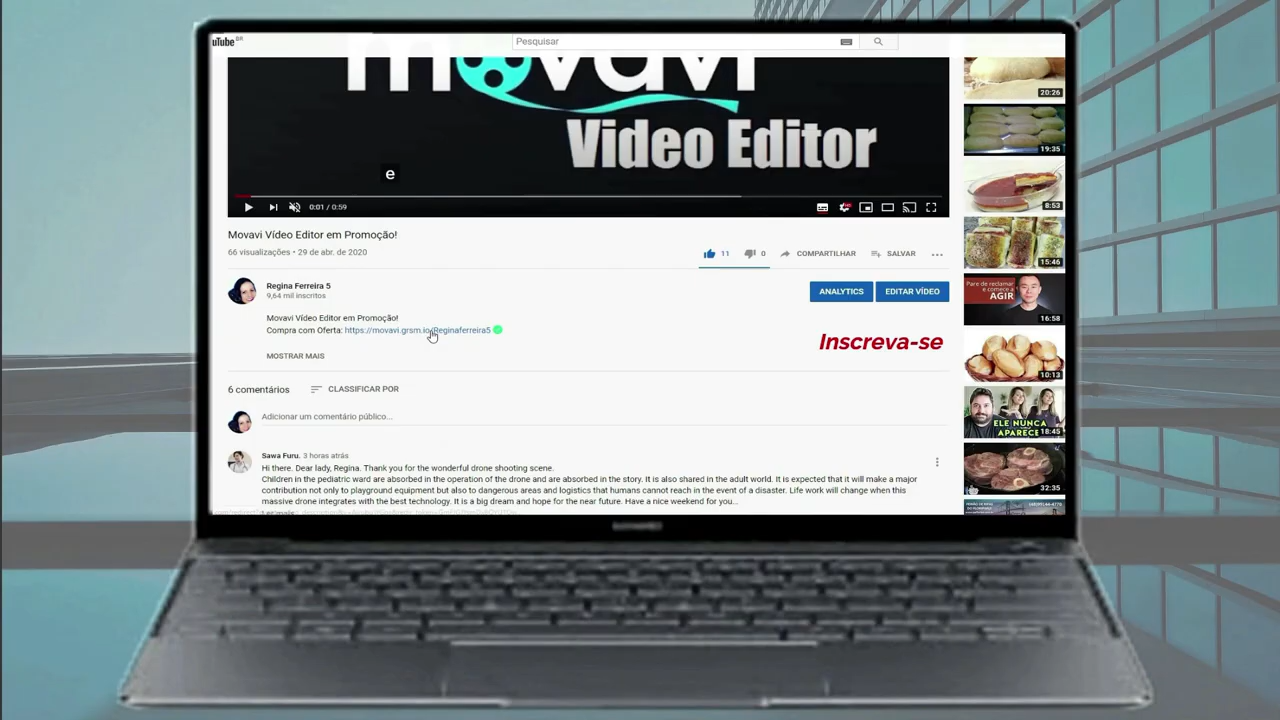 uTube BR
Pesquisar
movavi
Video Editor
e
0:01 / 0:59
Movavi Vídeo Editor em Promoção!
66 visualizações • 29 de abr. de 2020
11
0
COMPARTILHAR
SALVAR
Regina Ferreira 5
9,64 mil inscritos
ANALYTICS
EDITAR VÍDEO
Movavi Vídeo Editor em Promoção!
Compra com Oferta: https://movavi.grsm.io/Reginaferreira5
Inscreva-se
MOSTRAR MAIS
6 comentários
CLASSIFICAR POR
Adicionar um comentário público...
Sawa Furu. 3 horas atrás
Hi there. Dear lady, Regina. Thank you for the wonderful drone shooting scene.
Children in the pediatric ward are absorbed in the operation of the drone and are absorbed in the story. It is also shared in the adult world. It is expected that it will make a major
contribution not only to playground equipment but also to dangerous areas and logistics that humans cannot reach in the event of a disaster. Life work will change when this
massive drone integrates with the best technology. It is a big dream and hope for the near future. Have a nice weekend for you...
20:26
19:35
8:53
15:46
Pare de reclamar
e comece a
AGIR
16:58
10:13
ELE NUNCA
APARECE
18:45
32:35